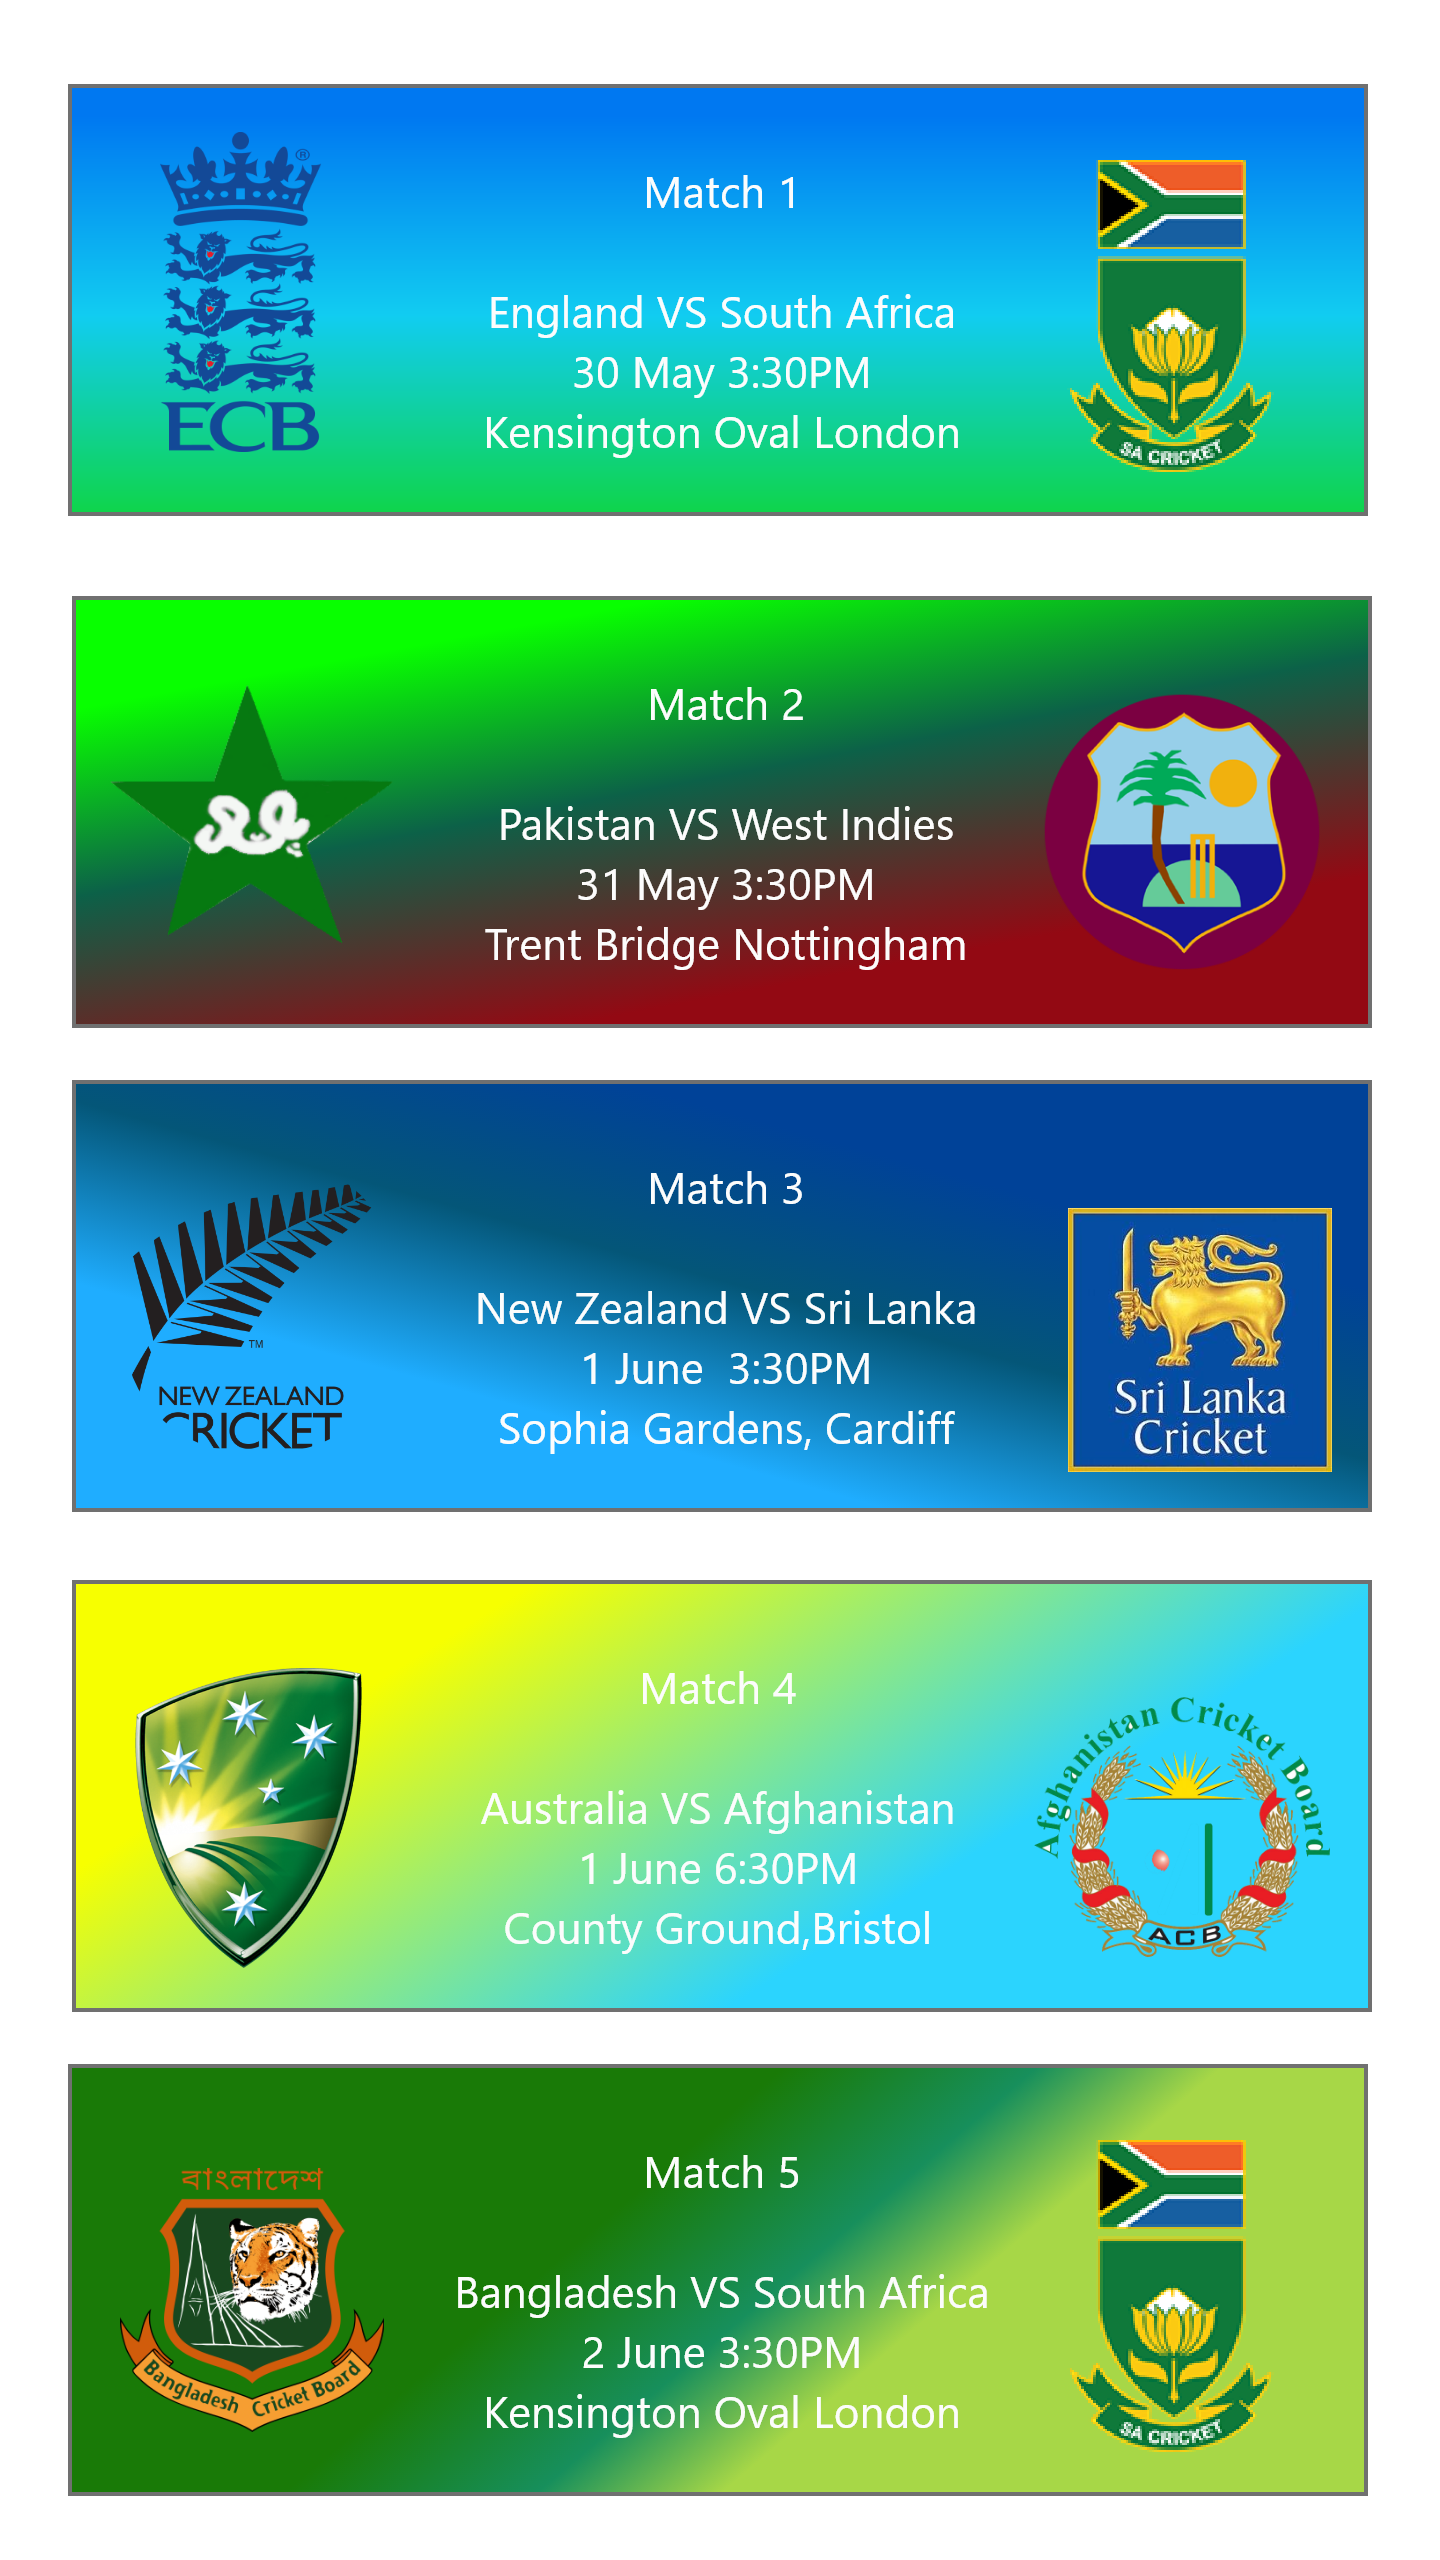 ®
ECB
Match 1
England VS South Africa
30 May 3:30PM
Kensington Oval London
SA CRICKET
Match 2
Pakistan VS West Indies
31 May 3:30PM
Trent Bridge Nottingham
TM
NEW ZEALAND
CRICKET
Match 3
New Zealand VS Sri Lanka
1 June  3:30PM
Sophia Gardens, Cardiff
Sri Lanka
Cricket
Match 4
Australia VS Afghanistan
1 June 6:30PM
County Ground,Bristol
Afghanistan Cricket Board
ACB
বাংলাদেশ
Bangladesh Cricket Board
Match 5
Bangladesh VS South Africa
2 June 3:30PM
Kensington Oval London
SA CRICKET